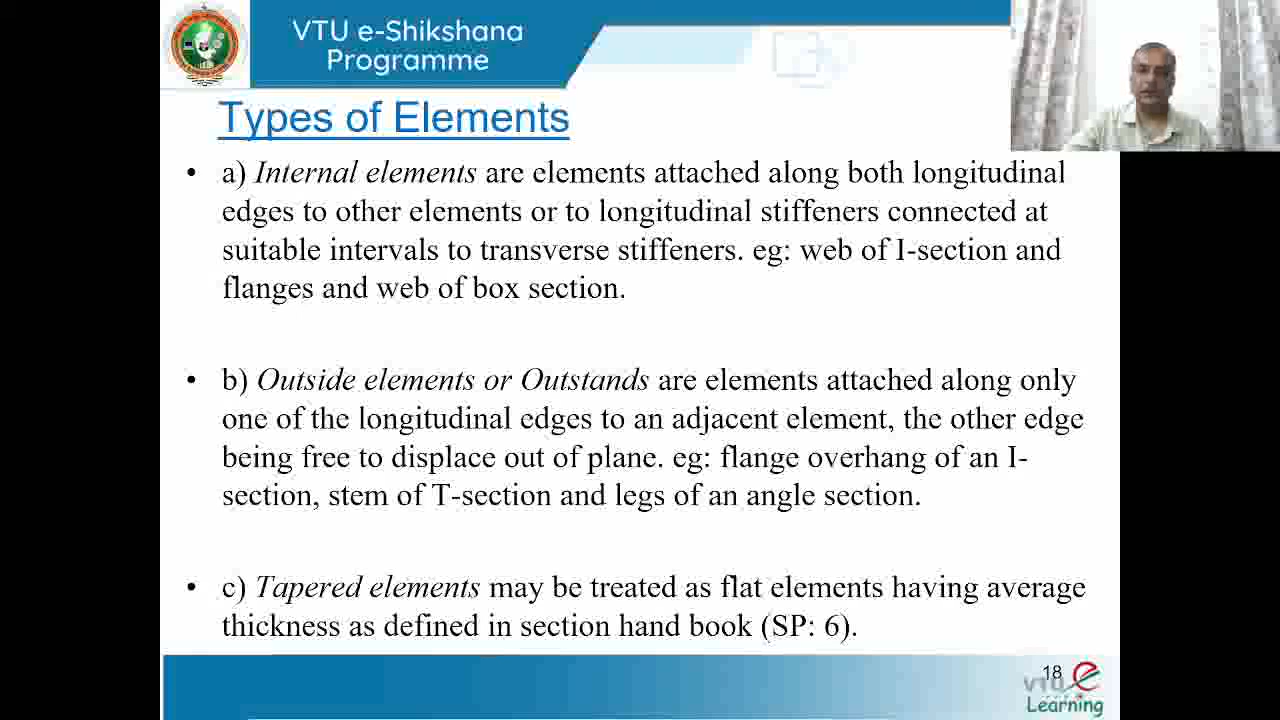 VTU e-Shikshana
Programme
Types of Elements
• a) Internal elements are elements attached along both longitudinal
edges to other elements or to longitudinal stiffeners connected at
suitable intervals to transverse stiffeners. eg: web of I-section and
flanges and web of box section.
• b) Outside elements or Outstands are elements attached along only
one of the longitudinal edges to an adjacent element, the other edge
being free to displace out of plane. eg: flange overhang of an I-
section, stem of T-section and legs of an angle section.
• c) Tapered elements may be treated as flat elements having average
thickness as defined in section hand book (SP: 6).
18
VTU e
Learning